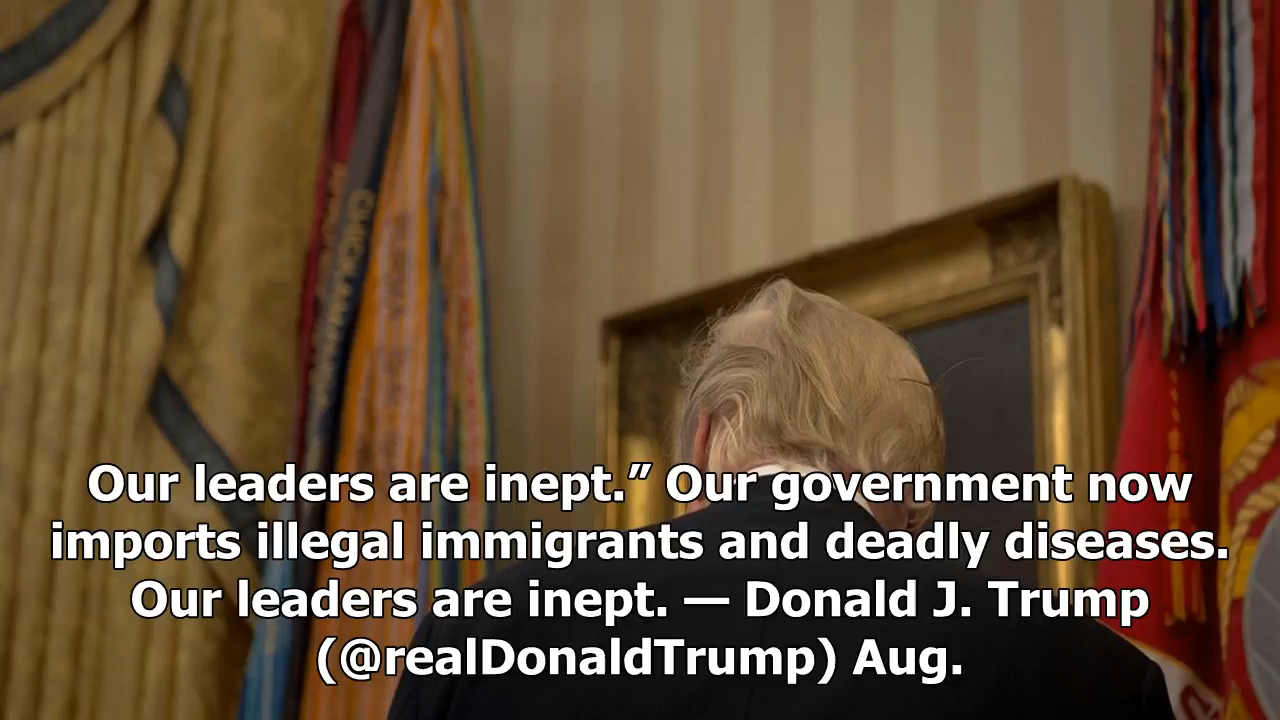 CHICKAMAUGA
Our leaders are inept.” Our government now
imports illegal immigrants and deadly diseases.
Our leaders are inept. — Donald J. Trump
(@realDonaldTrump) Aug.